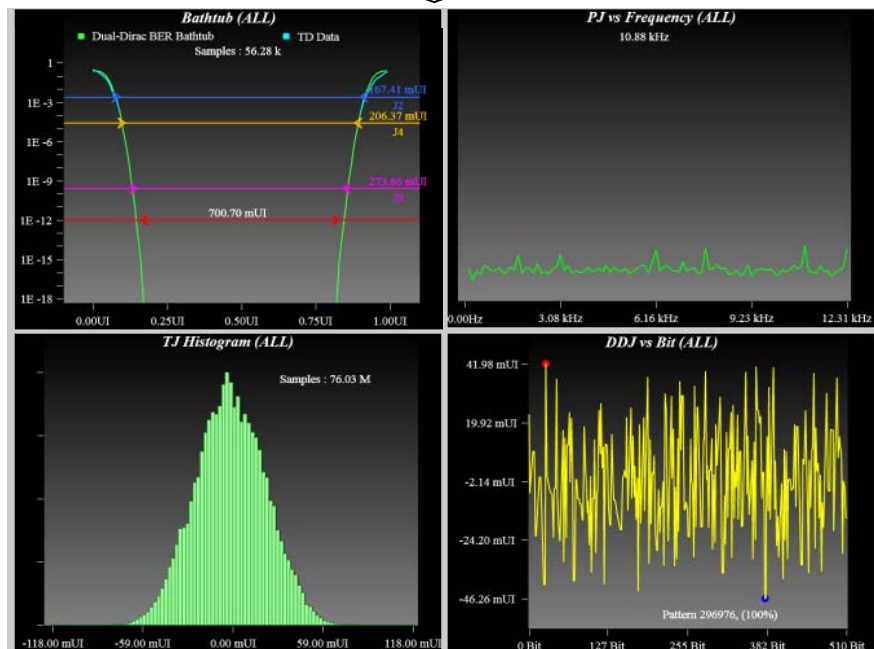 Bathtub (ALL)
Dual-Dirac BER Bathtub
TD Data
Samples : 56.28 k
1
1E -3
1E -6
1E -9
1E -12
1E -15
1E -18
167.41 mUI
J2
206.37 mUI
J4
273.86 mUI
J9
700.70 mUI
0.00UI
0.25UI
0.50UI
0.75UI
1.00UI
PJ vs Frequency (ALL)
10.88 kHz
0.00Hz
3.08 kHz
6.16 kHz
9.23 kHz
12.31 kHz
TJ Histogram (ALL)
Samples : 76.03 M
-118.00 mUI
-59.00 mUI
0.00 mUI
59.00 mUI
118.00 mUI
DDJ vs Bit (ALL)
41.98 mUI
19.92 mUI
-2.14 mUI
-24.20 mUI
-46.26 mUI
Pattern 296976, (100%)
0 Bit
127 Bit
255 Bit
382 Bit
510 Bit